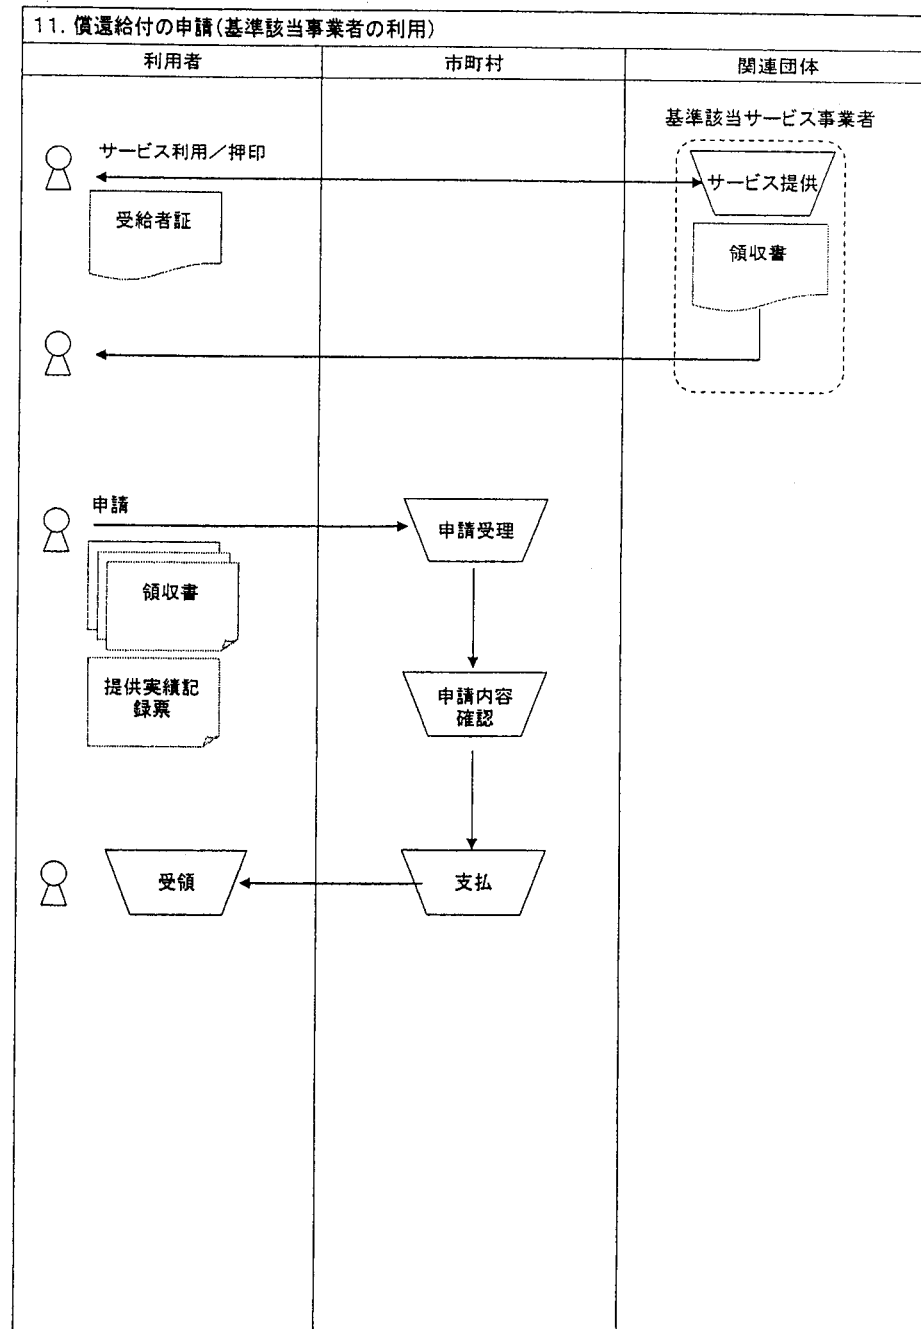 11. 償還給付の申請(基準該当事業者の利用)
利用者
市町村
関連団体
基準該当サービス事業者
サービス利用／押印
サービス提供
受給者証
領収書
申請
申請受理
領収書
提供実績記
録票
申請内容
確認
受領
支払